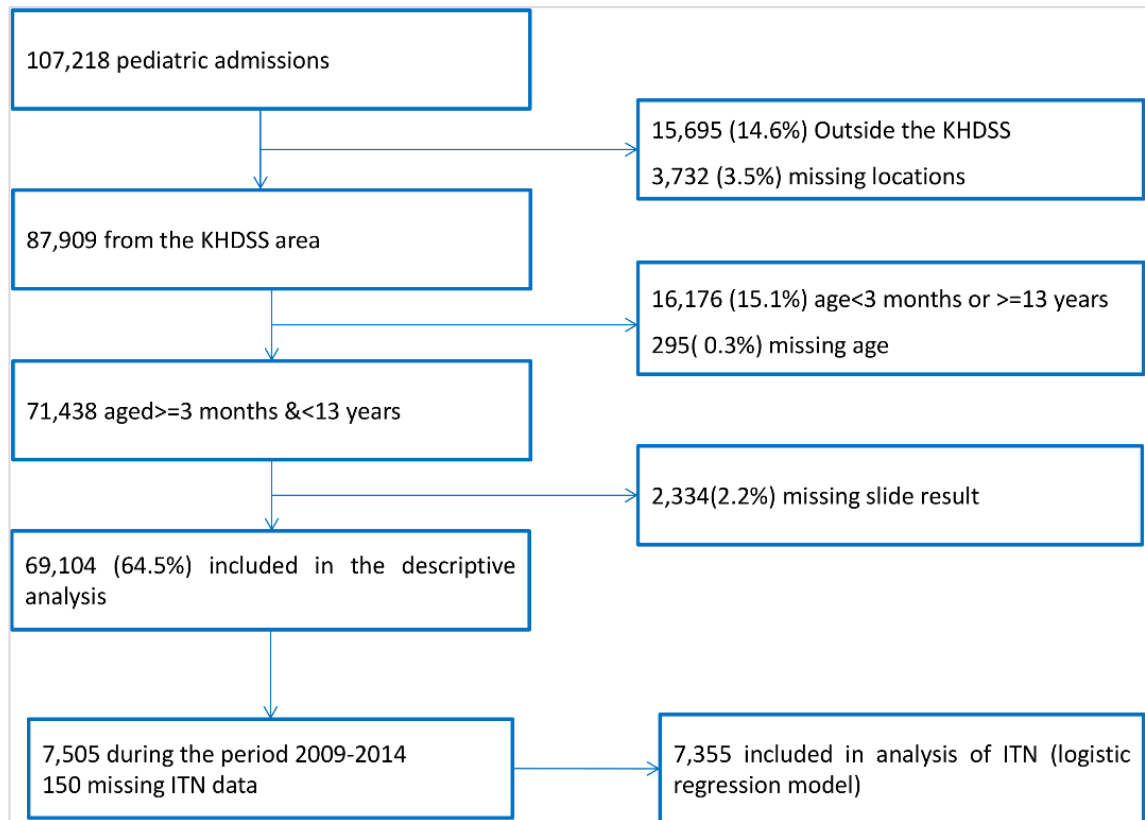 107,218 pediatric admissions
15,695 (14.6%) Outside the KHDSS
3,732 (3.5%) missing locations
87,909 from the KHDSS area
16,176 (15.1%) age<3 months or >=13 years
295( 0.3%) missing age
71,438 aged>=3 months &<13 years
2,334(2.2%) missing slide result
69,104 (64.5%) included in the descriptive
analysis
7,505 during the period 2009-2014
150 missing ITN data
7,355 included in analysis of ITN (logistic
regression model)